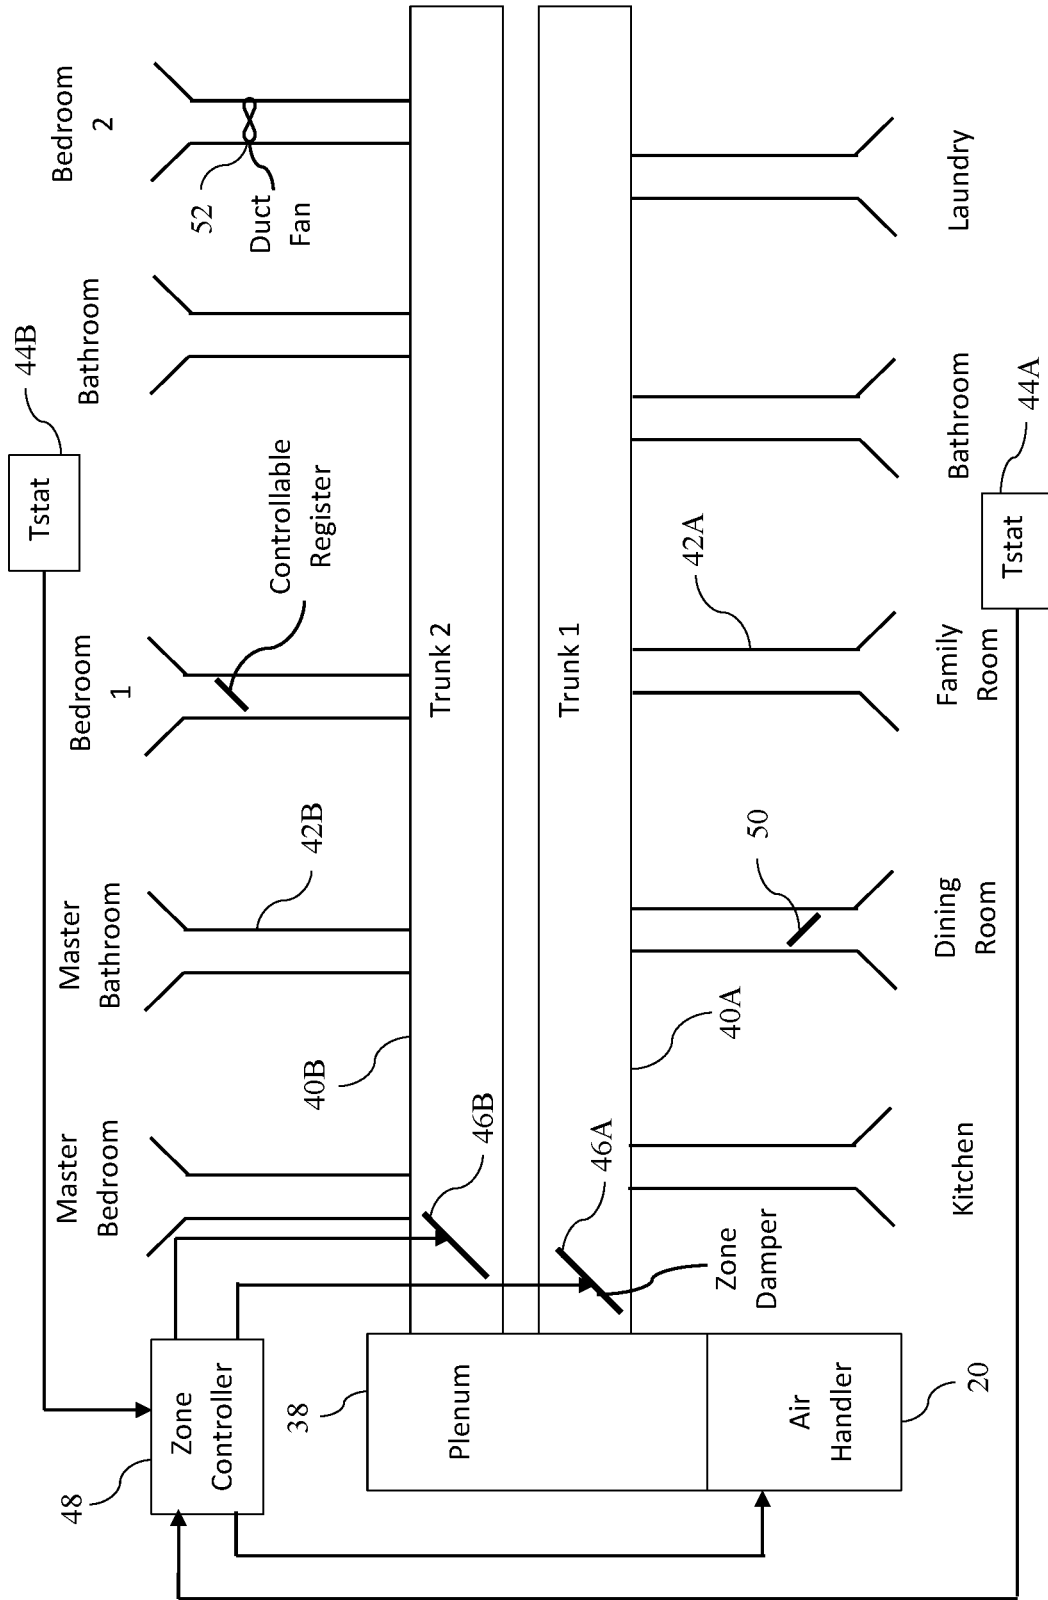 Tstat
44B
Master
Bedroom
Master
Bathroom
Bedroom
1
Bathroom
Bedroom
2
Controllable
Register
52
Duct
Fan
42B
48
Zone
Controller
40B
46B
Trunk 2
38
Plenum
Trunk 1
46A
Zone
Damper
40A
50
42A
Air
Handler
20
Kitchen
Dining
Room
Family
Room
Bathroom
Laundry
Tstat
44A